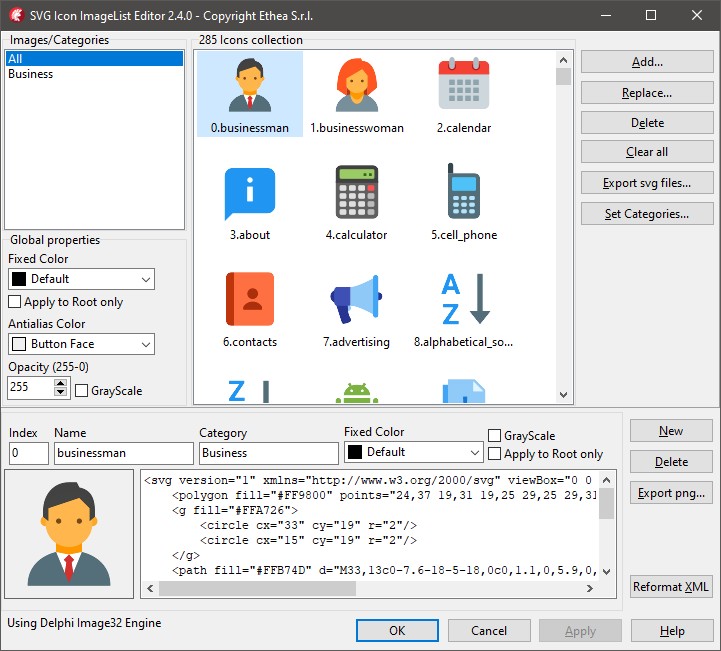 SVG Icon ImageList Editor 2.4.0 - Copyright Ethea S.r.l.
Images/Categories
All
Business
285 Icons collection
0.businessman
1.businesswoman
2.calendar
3.about
4.calculator
5.cell_phone
6.contacts
7.advertising
A
Z
8.alphabetical_so...
Z
Add...
Replace...
Delete
Clear all
Export svg files...
Set Categories...
Global properties
Fixed Color
Default
Apply to Root only
Antialias Color
Button Face
Opacity (255-0)
255
GrayScale
Index
Name
Category
Fixed Color
0
businessman
Business
Default
GrayScale
Apply to Root only
<svg version="1" xmlns="http://www.w3.org/2000/svg" viewBox="0 0
<polygon fill="#FF9800" points="24,37 19,31 19,25 29,25 29,31
<g fill="#FFA726">
<circle cx="33" cy="19" r="2"/>
<circle cx="15" cy="19" r="2"/>
</g>
<path fill="#FFB74D" d="M33,13c0-7.6-18-5-18,0c0,1.1,0,5.9,0,
New
Delete
Export png...
Reformat XML
Using Delphi Image32 Engine
OK
Cancel
Apply
Help